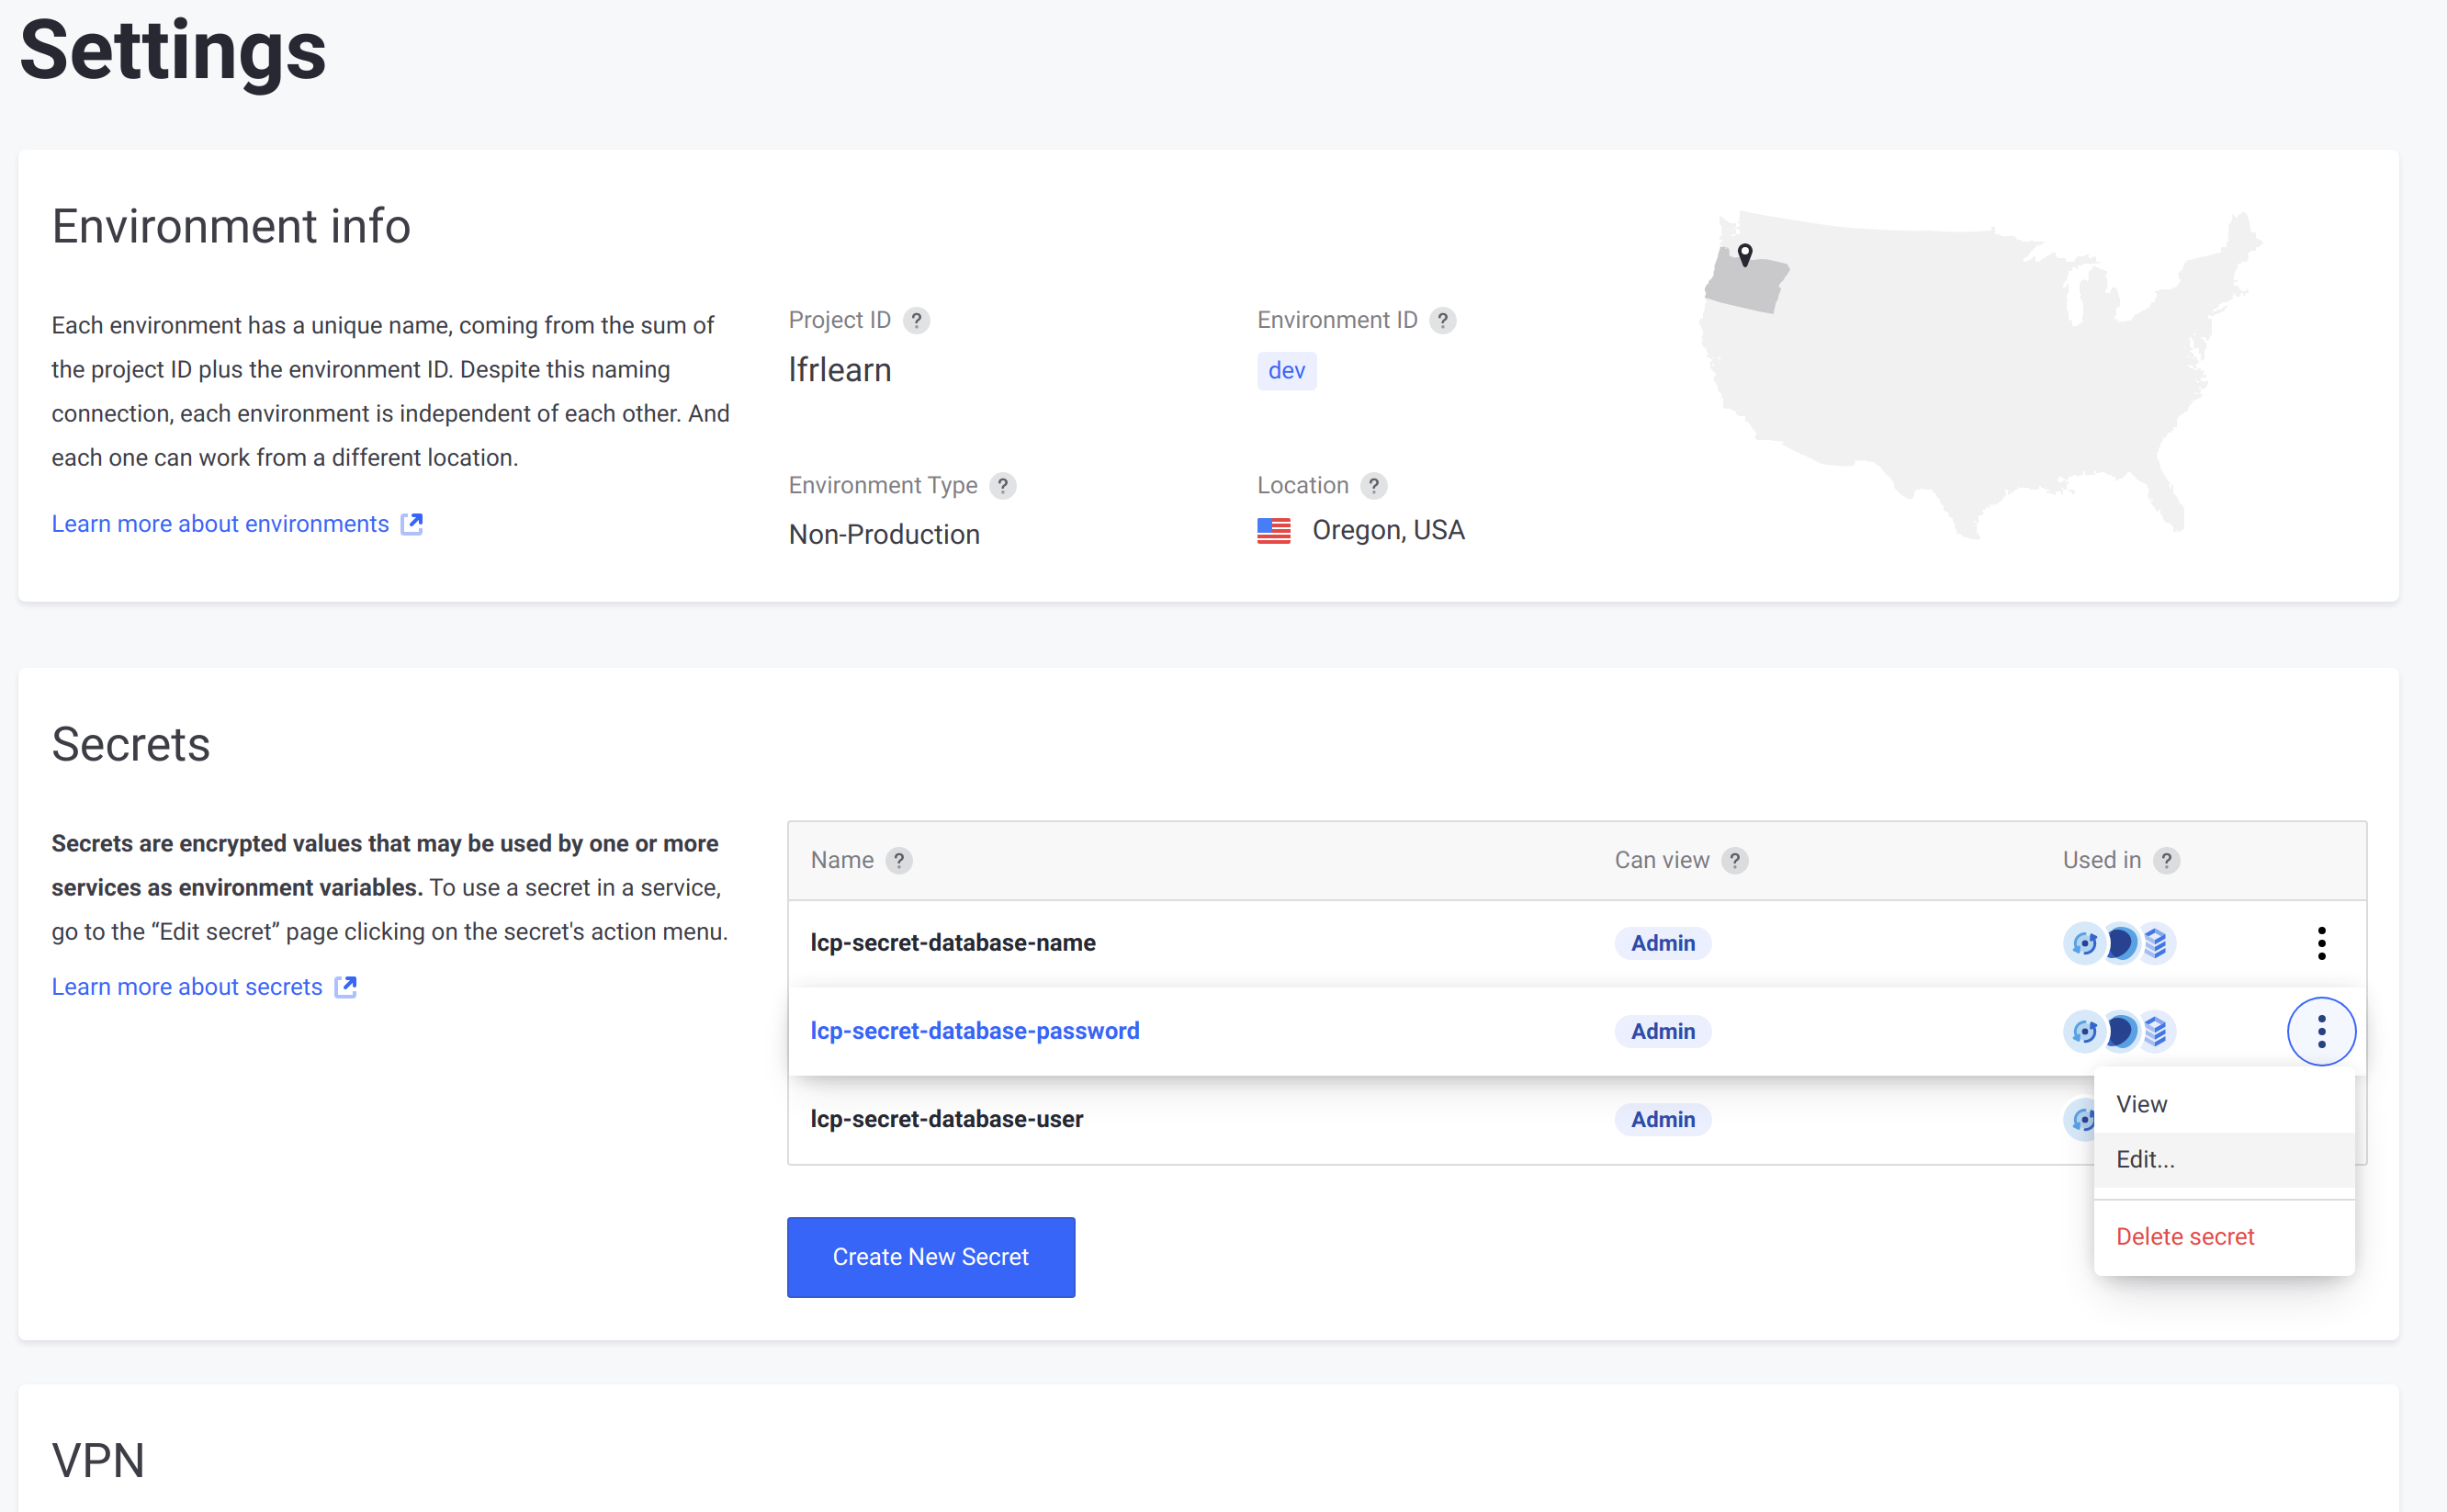 Settings
Environment info
Each environment has a unique name, coming from the sum of
the project ID plus the environment ID. Despite this naming
connection, each environment is independent of each other. And
each one can work from a different location.
Learn more about environments
Project ID ?
lfrlearn
Environment ID ?
dev
Environment Type ?
Non-Production
Location ?
Oregon, USA
Secrets
Secrets are encrypted values that may be used by one or more
services as environment variables. To use a secret in a service,
go to the “Edit secret” page clicking on the secret's action menu.
Learn more about secrets
Name ? Can view ? Used in ?
lcp-secret-database-name Admin
lcp-secret-database-password Admin
lcp-secret-database-user Admin
View
Edit...
Delete secret
Create New Secret
VPN